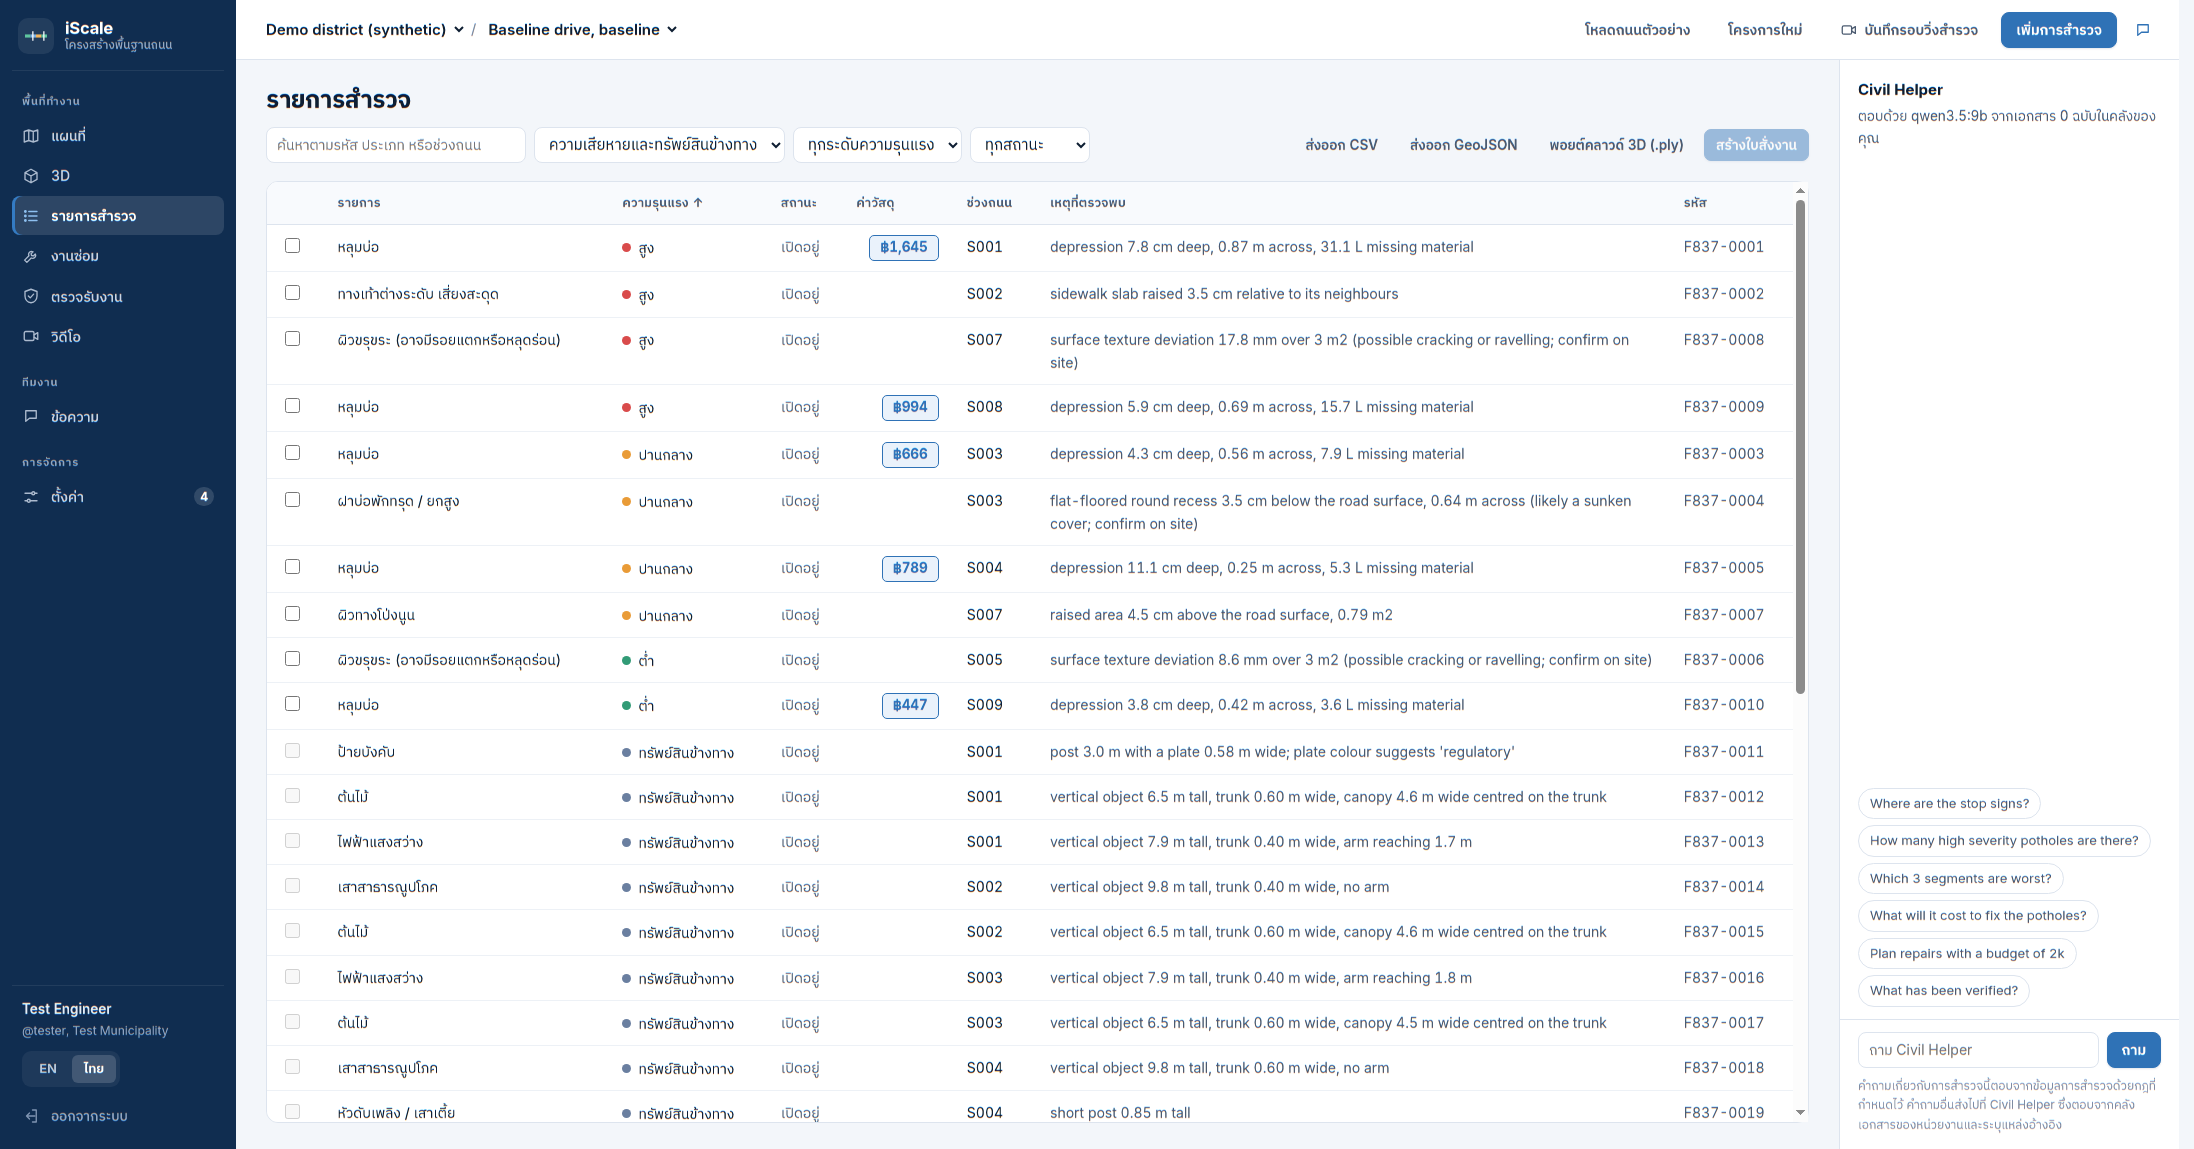 iScale
โครงสร้างพื้นฐานถนน
พื้นที่ทำงาน
แผนที่
3D
รายการสำรวจ
งานซ่อม
ตรวจรับงาน
วิดีโอ
ทีมงาน
ข้อความ
การจัดการ
ตั้งค่า 4
Test Engineer
@tester, Test Municipality
EN ไทย
ออกจากระบบ
Demo district (synthetic) / Baseline drive, baseline
โหลดถนนตัวอย่าง โครงการใหม่ บันทึกรอบวิ่งสำรวจ เพิ่มการสำรวจ
รายการสำรวจ
ค้นหาตามรหัส ประเภท หรือช่วงถนน ความเสียหายและทรัพย์สินข้างทาง ทุกระดับความรุนแรง ทุกสถานะ ส่งออก CSV ส่งออก GeoJSON พอยต์คลาวด์ 3D (.ply) สร้างใบสั่งงาน
รายการ ความรุนแรง ↑ สถานะ ค่าวัสดุ ช่วงถนน เหตุที่ตรวจพบ รหัส
หลุมบ่อ สูง เปิดอยู่ ฿1,645 S001 depression 7.8 cm deep, 0.87 m across, 31.1 L missing material F837-0001
ทางเท้าต่างระดับ เสี่ยงสะดุด สูง เปิดอยู่ S002 sidewalk slab raised 3.5 cm relative to its neighbours F837-0002
ผิวขรุขระ (อาจมีรอยแตกหรือหลุดร่อน) สูง เปิดอยู่ S007 surface texture deviation 17.8 mm over 3 m2 (possible cracking or ravelling; confirm on F837-0008
site)
หลุมบ่อ สูง เปิดอยู่ ฿994 S008 depression 5.9 cm deep, 0.69 m across, 15.7 L missing material F837-0009
หลุมบ่อ ปานกลาง เปิดอยู่ ฿666 S003 depression 4.3 cm deep, 0.56 m across, 7.9 L missing material F837-0003
ฝาบ่อพักทรุด / ยกสูง ปานกลาง เปิดอยู่ S003 flat-floored round recess 3.5 cm below the road surface, 0.64 m across (likely a sunken F837-0004
cover; confirm on site)
หลุมบ่อ ปานกลาง เปิดอยู่ ฿789 S004 depression 11.1 cm deep, 0.25 m across, 5.3 L missing material F837-0005
ผิวทางโป่งนูน ปานกลาง เปิดอยู่ S007 raised area 4.5 cm above the road surface, 0.79 m2 F837-0007
ผิวขรุขระ (อาจมีรอยแตกหรือหลุดร่อน) ต่ำ เปิดอยู่ S005 surface texture deviation 8.6 mm over 3 m2 (possible cracking or ravelling; confirm on site) F837-0006
หลุมบ่อ ต่ำ เปิดอยู่ ฿447 S009 depression 3.8 cm deep, 0.42 m across, 3.6 L missing material F837-0010
ป้ายบังคับ ทรัพย์สินข้างทาง เปิดอยู่ S001 post 3.0 m with a plate 0.58 m wide; plate colour suggests 'regulatory' F837-0011
ต้นไม้ ทรัพย์สินข้างทาง เปิดอยู่ S001 vertical object 6.5 m tall, trunk 0.60 m wide, canopy 4.6 m wide centred on the trunk F837-0012
ไฟฟ้าแสงสว่าง ทรัพย์สินข้างทาง เปิดอยู่ S001 vertical object 7.9 m tall, trunk 0.40 m wide, arm reaching 1.7 m F837-0013
เสาสาธารณูปโภค ทรัพย์สินข้างทาง เปิดอยู่ S002 vertical object 9.8 m tall, trunk 0.40 m wide, no arm F837-0014
ต้นไม้ ทรัพย์สินข้างทาง เปิดอยู่ S002 vertical object 6.5 m tall, trunk 0.60 m wide, canopy 4.6 m wide centred on the trunk F837-0015
ไฟฟ้าแสงสว่าง ทรัพย์สินข้างทาง เปิดอยู่ S003 vertical object 7.9 m tall, trunk 0.40 m wide, arm reaching 1.8 m F837-0016
ต้นไม้ ทรัพย์สินข้างทาง เปิดอยู่ S003 vertical object 6.5 m tall, trunk 0.60 m wide, canopy 4.5 m wide centred on the trunk F837-0017
เสาสาธารณูปโภค ทรัพย์สินข้างทาง เปิดอยู่ S004 vertical object 9.8 m tall, trunk 0.60 m wide, no arm F837-0018
หัวดับเพลิง / เสาเตี้ย ทรัพย์สินข้างทาง เปิดอยู่ S004 short post 0.85 m tall F837-0019
Civil Helper
ตอบด้วย qwen3.5:9b จากเอกสาร 0 ฉบับในคลังของ
คุณ
Where are the stop signs?
How many high severity potholes are there?
Which 3 segments are worst?
What will it cost to fix the potholes?
Plan repairs with a budget of 2k
What has been verified?
ถาม Civil Helper ถาม
คำถามเกี่ยวกับการสำรวจนี้ตอบจากข้อมูลการสำรวจด้วยกฎที่
กำหนดไว้ คำถามอื่นส่งไปที่ Civil Helper ซึ่งตอบจากคลัง
เอกสารของหน่วยงานและระบุแหล่งอ้างอิง